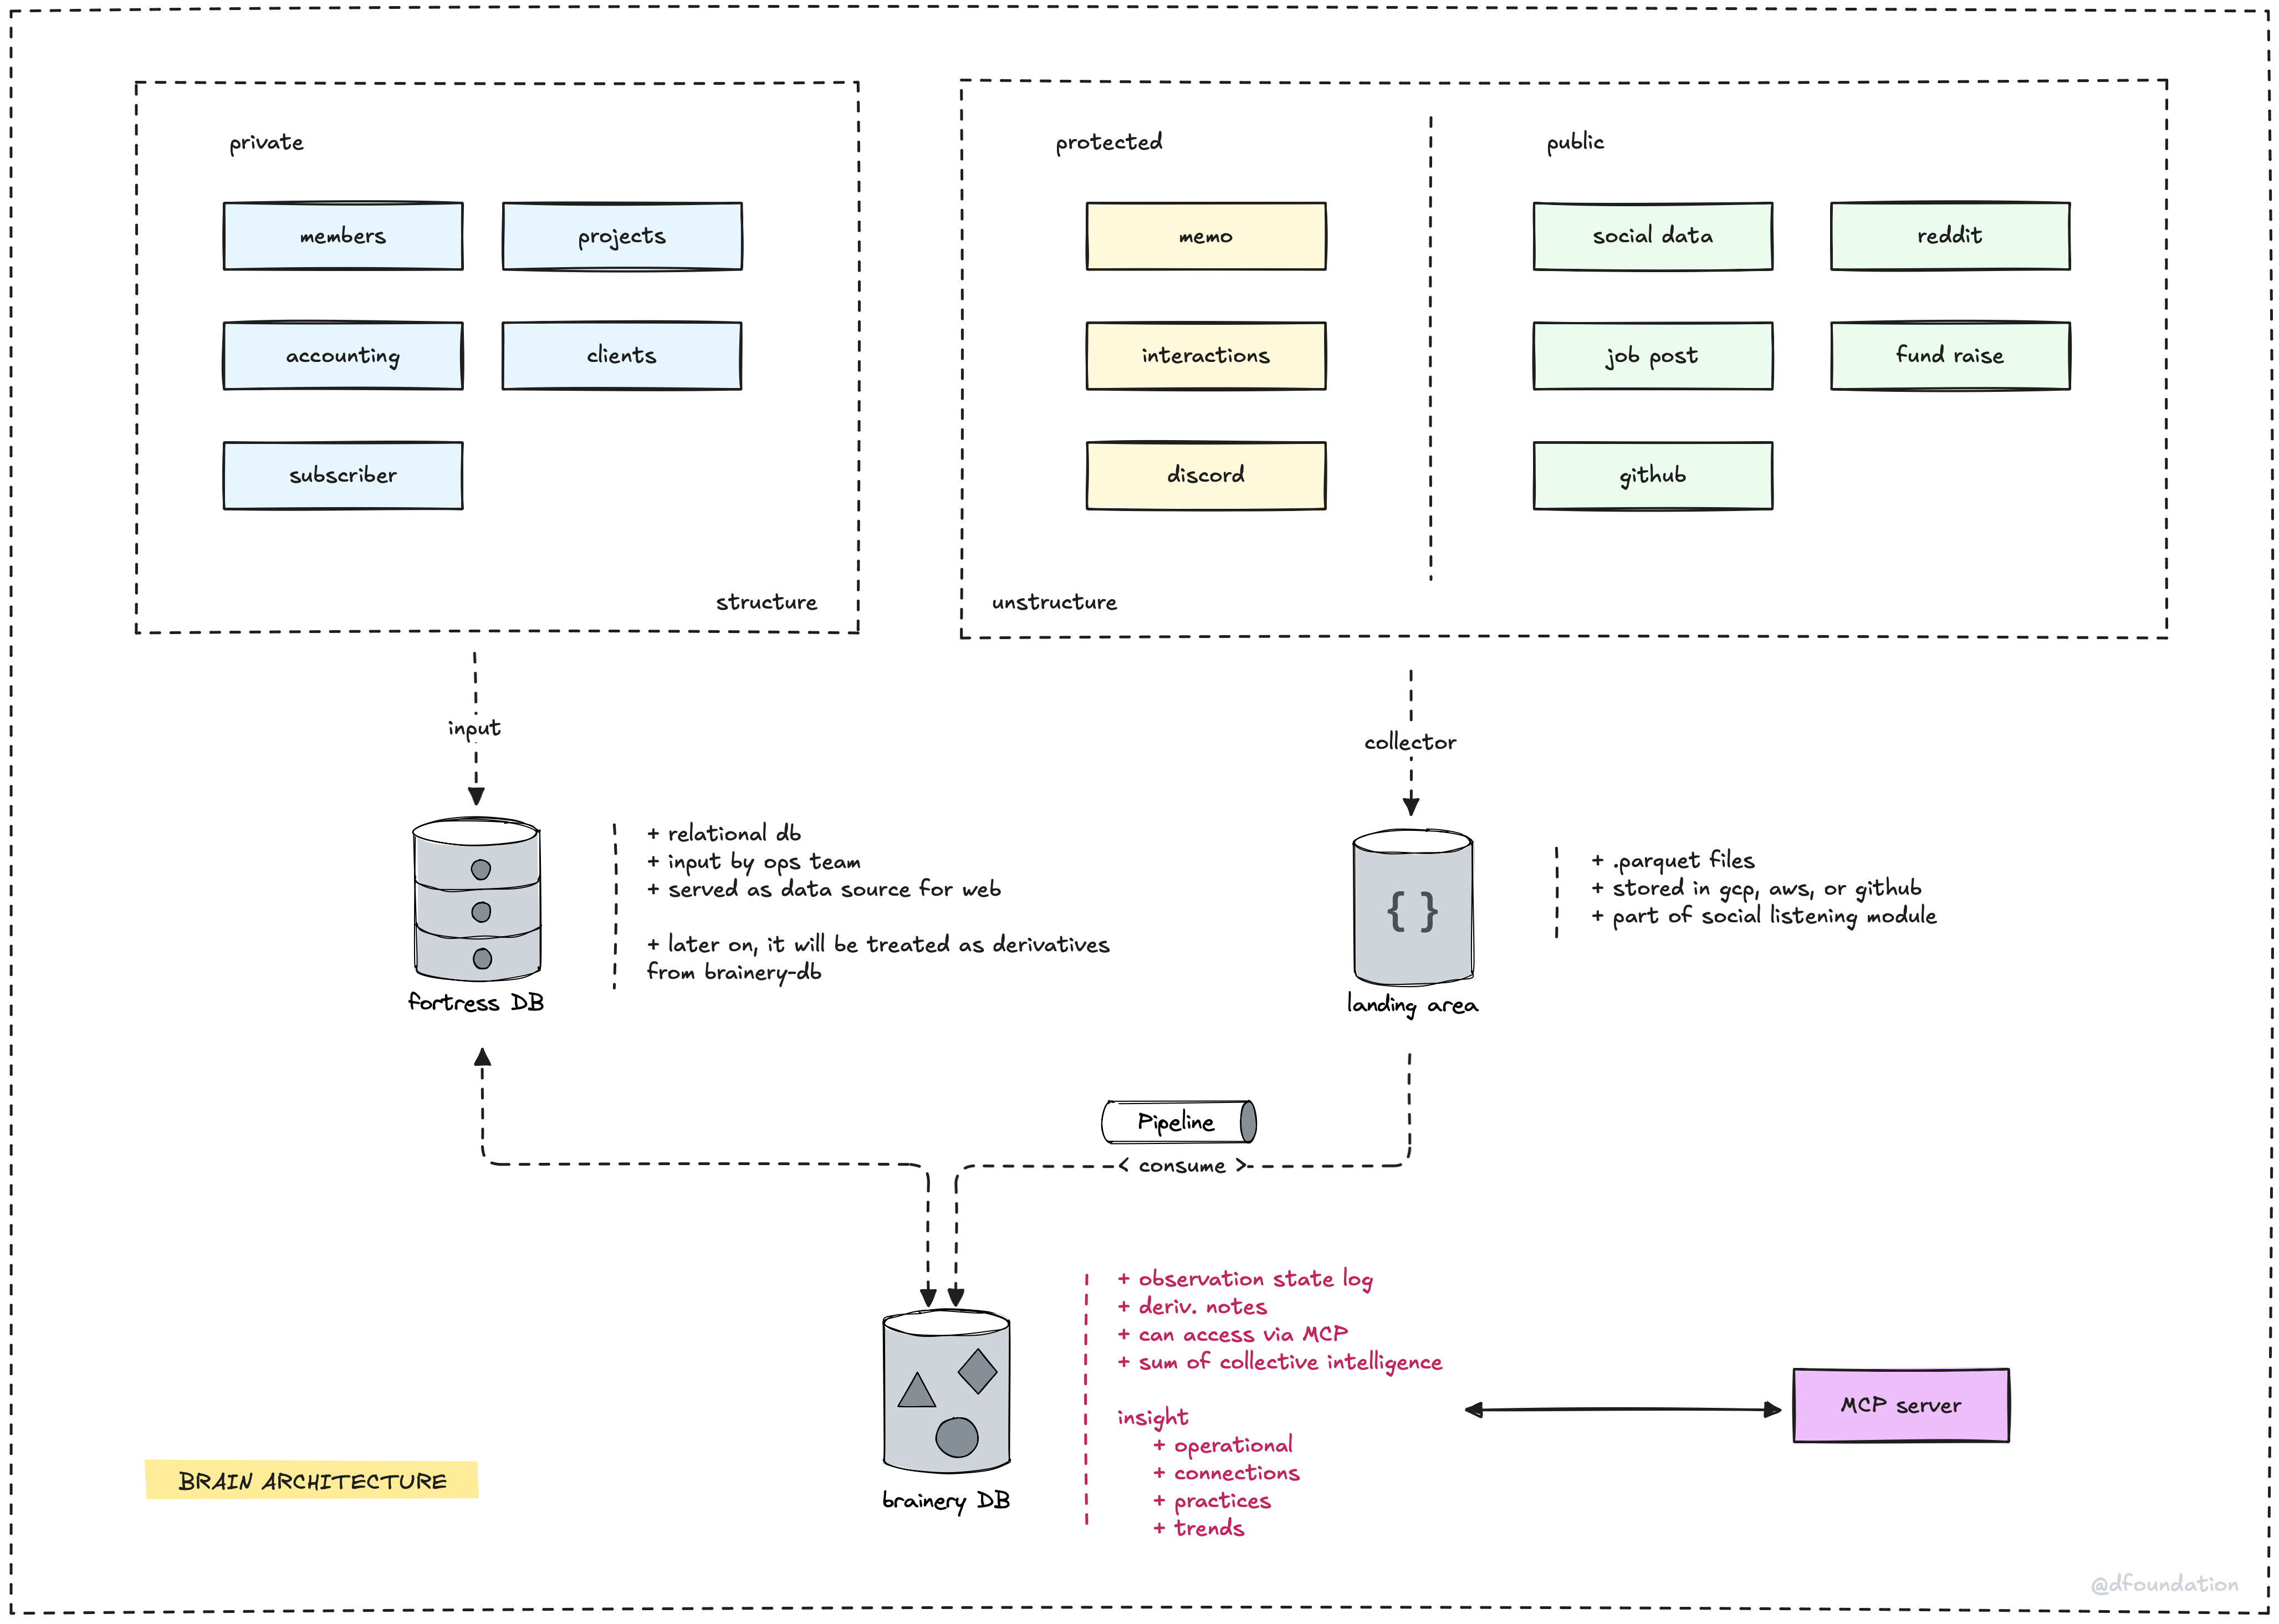 private
members
projects
accounting
clients
subscriber
structure
protected
public
memo
social data
reddit
interactions
job post
fund raise
discord
github
unstructure
input
collector
fortress DB
+ relational db
+ input by ops team
+ served as data source for web
+ later on, it will be treated as derivatives
from brainery-db
{ }
landing area
+ .parquet files
+ stored in gcp, aws, or github
+ part of social listening module
Pipeline
< consume >
brainery DB
+ observation state log
+ deriv. notes
+ can access via MCP
+ sum of collective intelligence
insight
+ operational
+ connections
+ practices
+ trends
MCP server
BRAIN ARCHITECTURE
@dfoundation